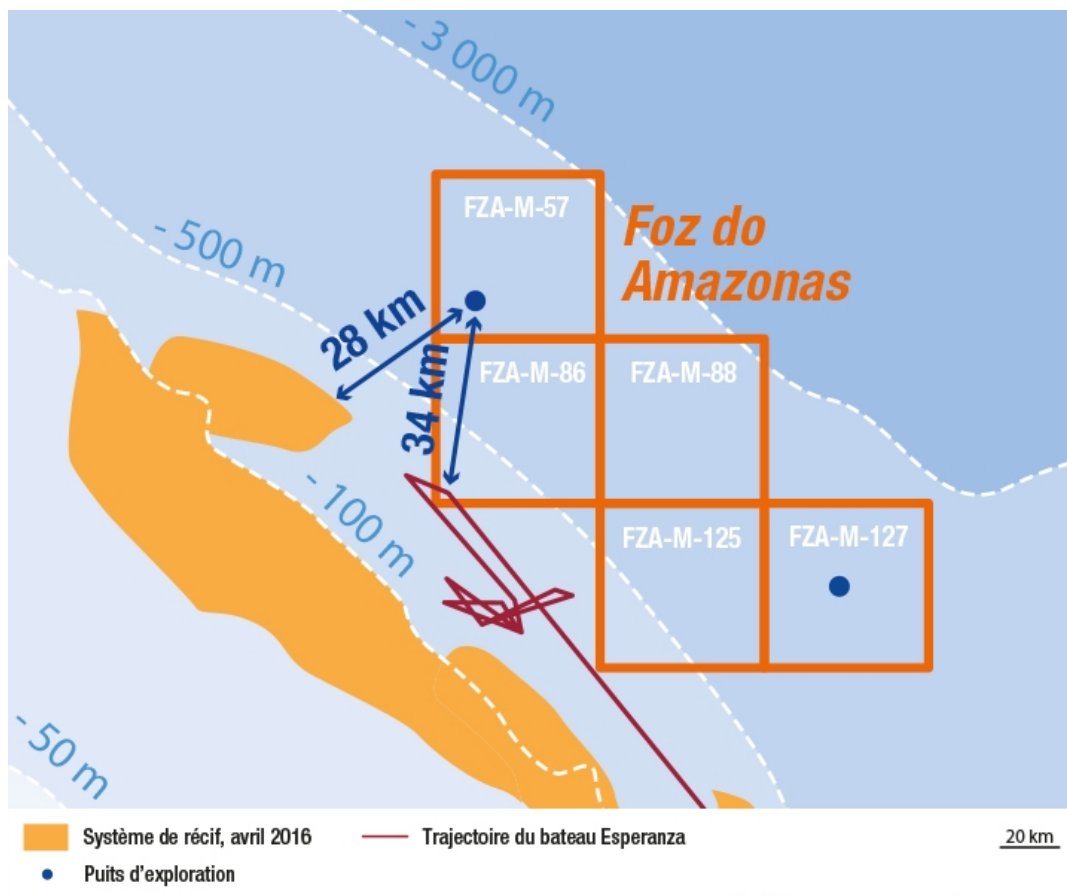 - 3 000 m
FZA-M-57
Foz do
Amazonas
- 500 m
28 km
34 km
FZA-M-86
FZA-M-88
- 100 m
FZA-M-125
FZA-M-127
- 50 m
Système de récif, avril 2016
Trajectoire du bateau Esperanza
20 km
Puits d'exploration